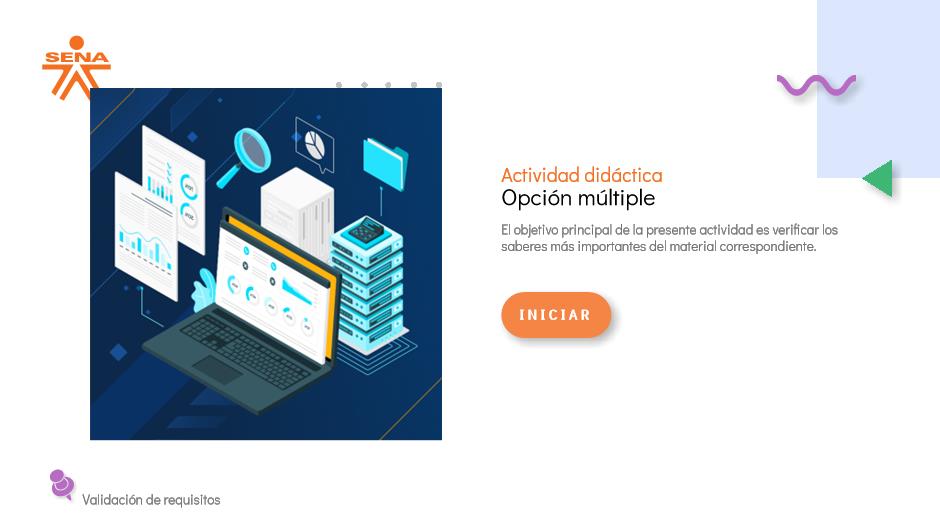 SENA
Actividad didáctica
Opción múltiple
El objetivo principal de la presente actividad es verificar los
saberes más importantes del material correspondiente.
INICIAR
Validación de requisitos